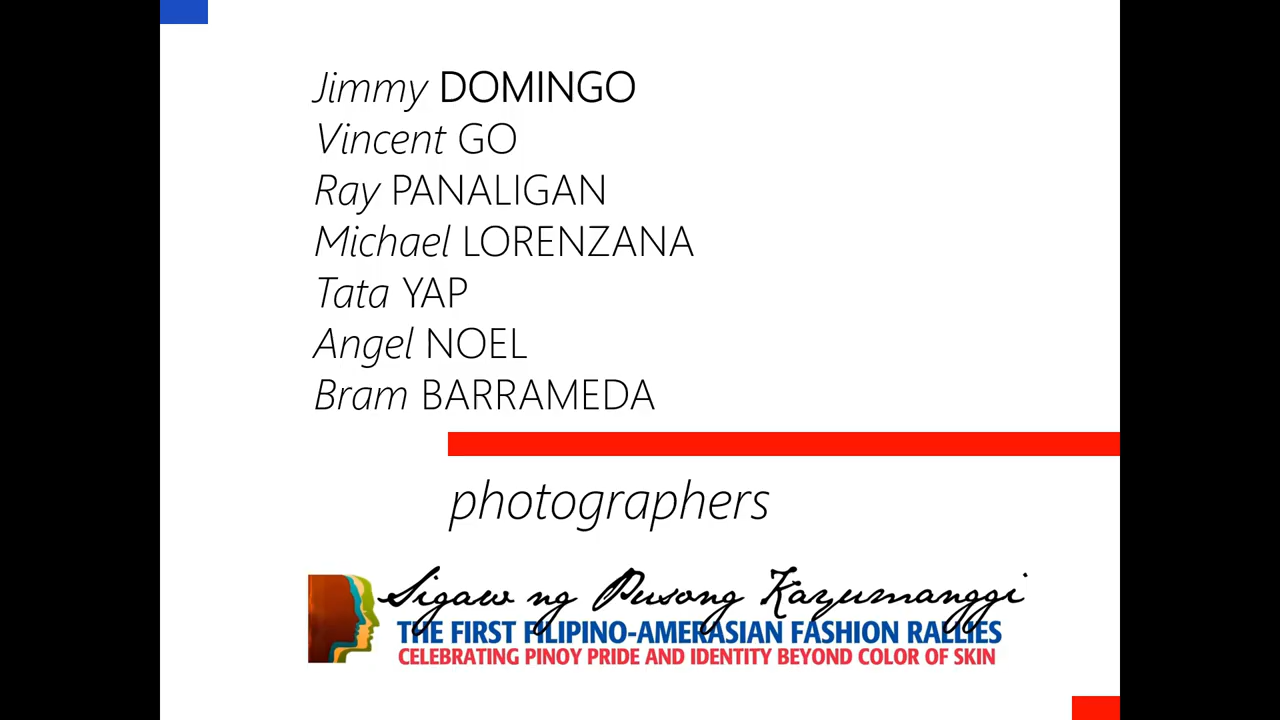 Jimmy DOMINGO
Vincent GO
Ray PANALIGAN
Michael LORENZANA
Tata YAP
Angel NOEL
Bram BARRAMEDA
photographers
Sigaw ng Pusong Kayumanggi
THE FIRST FILIPINO-AMERASIAN FASHION RALLIES
CELEBRATING PINOY PRIDE AND IDENTITY BEYOND COLOR OF SKIN